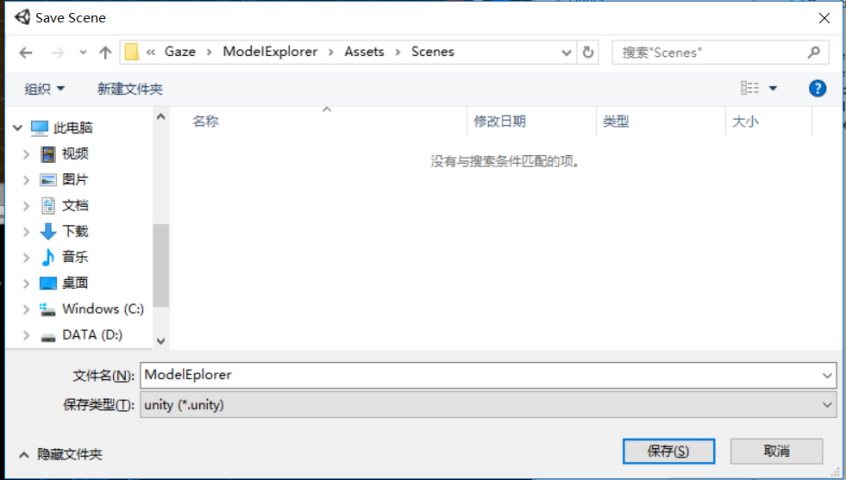 Save Scene
« Gaze › ModelExplorer › Assets › Scenes
搜索"Scenes"
组织
新建文件夹
名称
修改日期
类型
大小
没有与搜索条件匹配的项。
此电脑
视频
图片
文档
下载
音乐
桌面
Windows (C:)
DATA (D:)
文件名(N):
ModelEplorer
保存类型(T):
unity (*.unity)
隐藏文件夹
保存(S)
取消